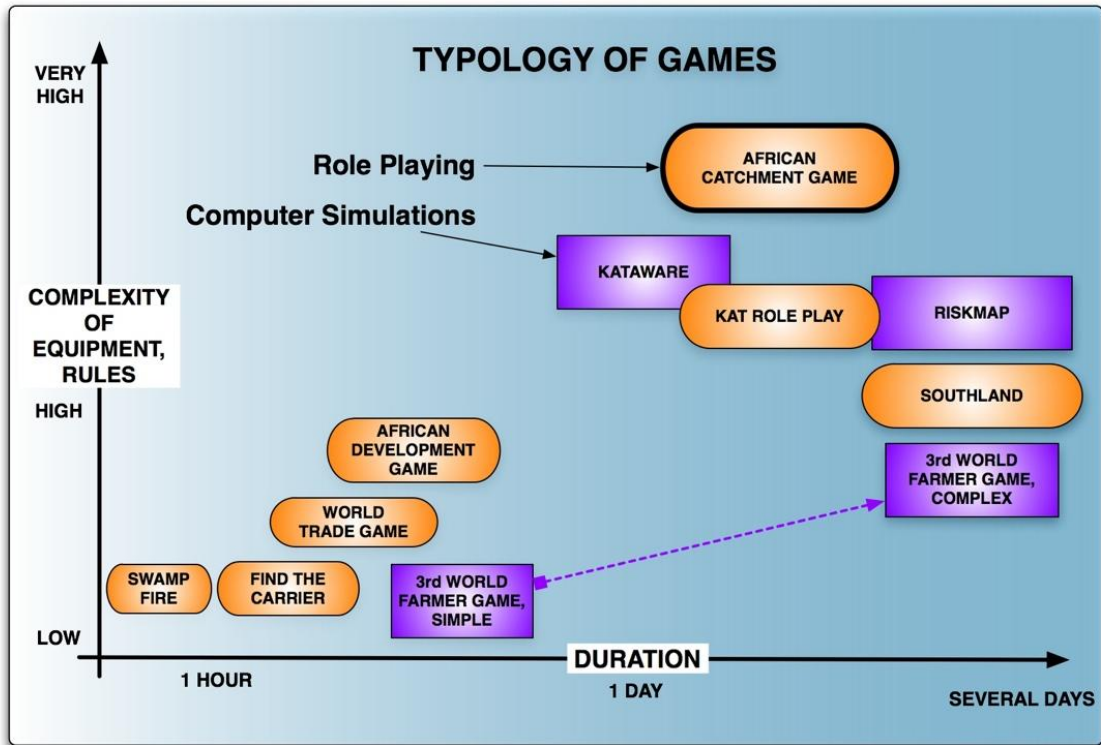 TYPOLOGY OF GAMES
VERY
HIGH
Role Playing
AFRICAN
CATCHMENT GAME
Computer Simulations
KATAWARE
COMPLEXITY
OF
EQUIPMENT,
RULES
KAT ROLE PLAY
RISKMAP
HIGH
SOUTHLAND
AFRICAN
DEVELOPMENT
GAME
3rd WORLD
FARMER GAME,
COMPLEX
WORLD
TRADE GAME
SWAMP
FIRE
FIND THE
CARRIER
3rd WORLD
FARMER GAME,
SIMPLE
LOW
DURATION
1 HOUR
1 DAY
SEVERAL DAYS